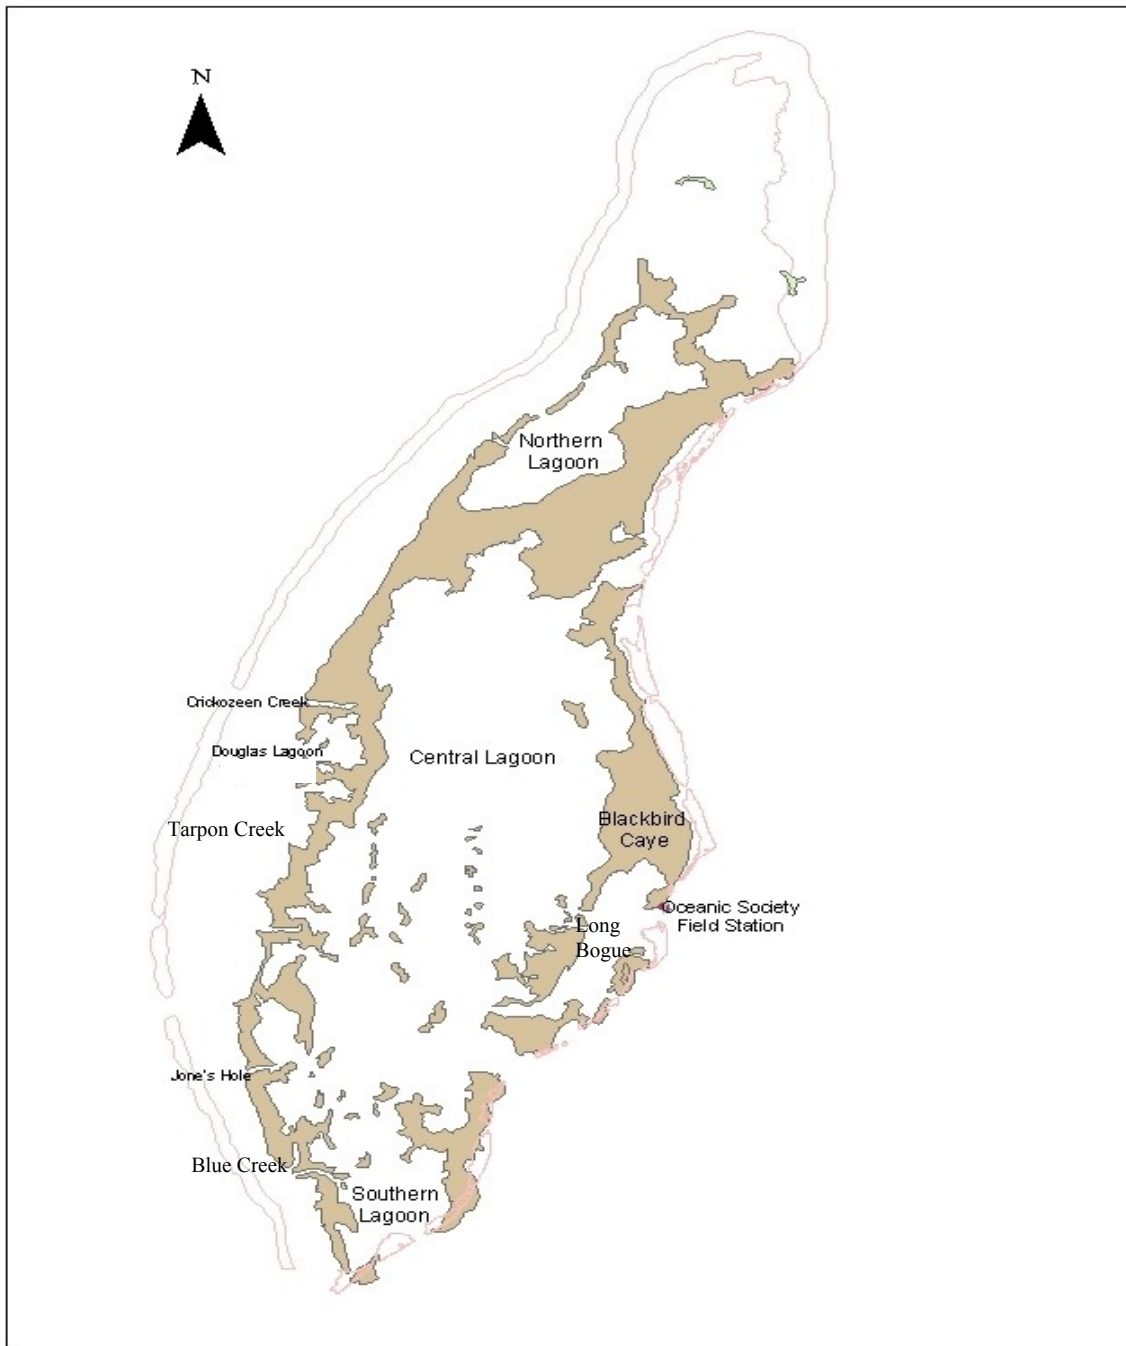 N
Northern
Lagoon
Crickozeen Creek
Douglas Lagoon
Central Lagoon
Tarpon Creek
Blackbird
Caye
Oceanic Society
Field Station
Long
Bogue
Jone's Hole
Blue Creek
Southern
Lagoon